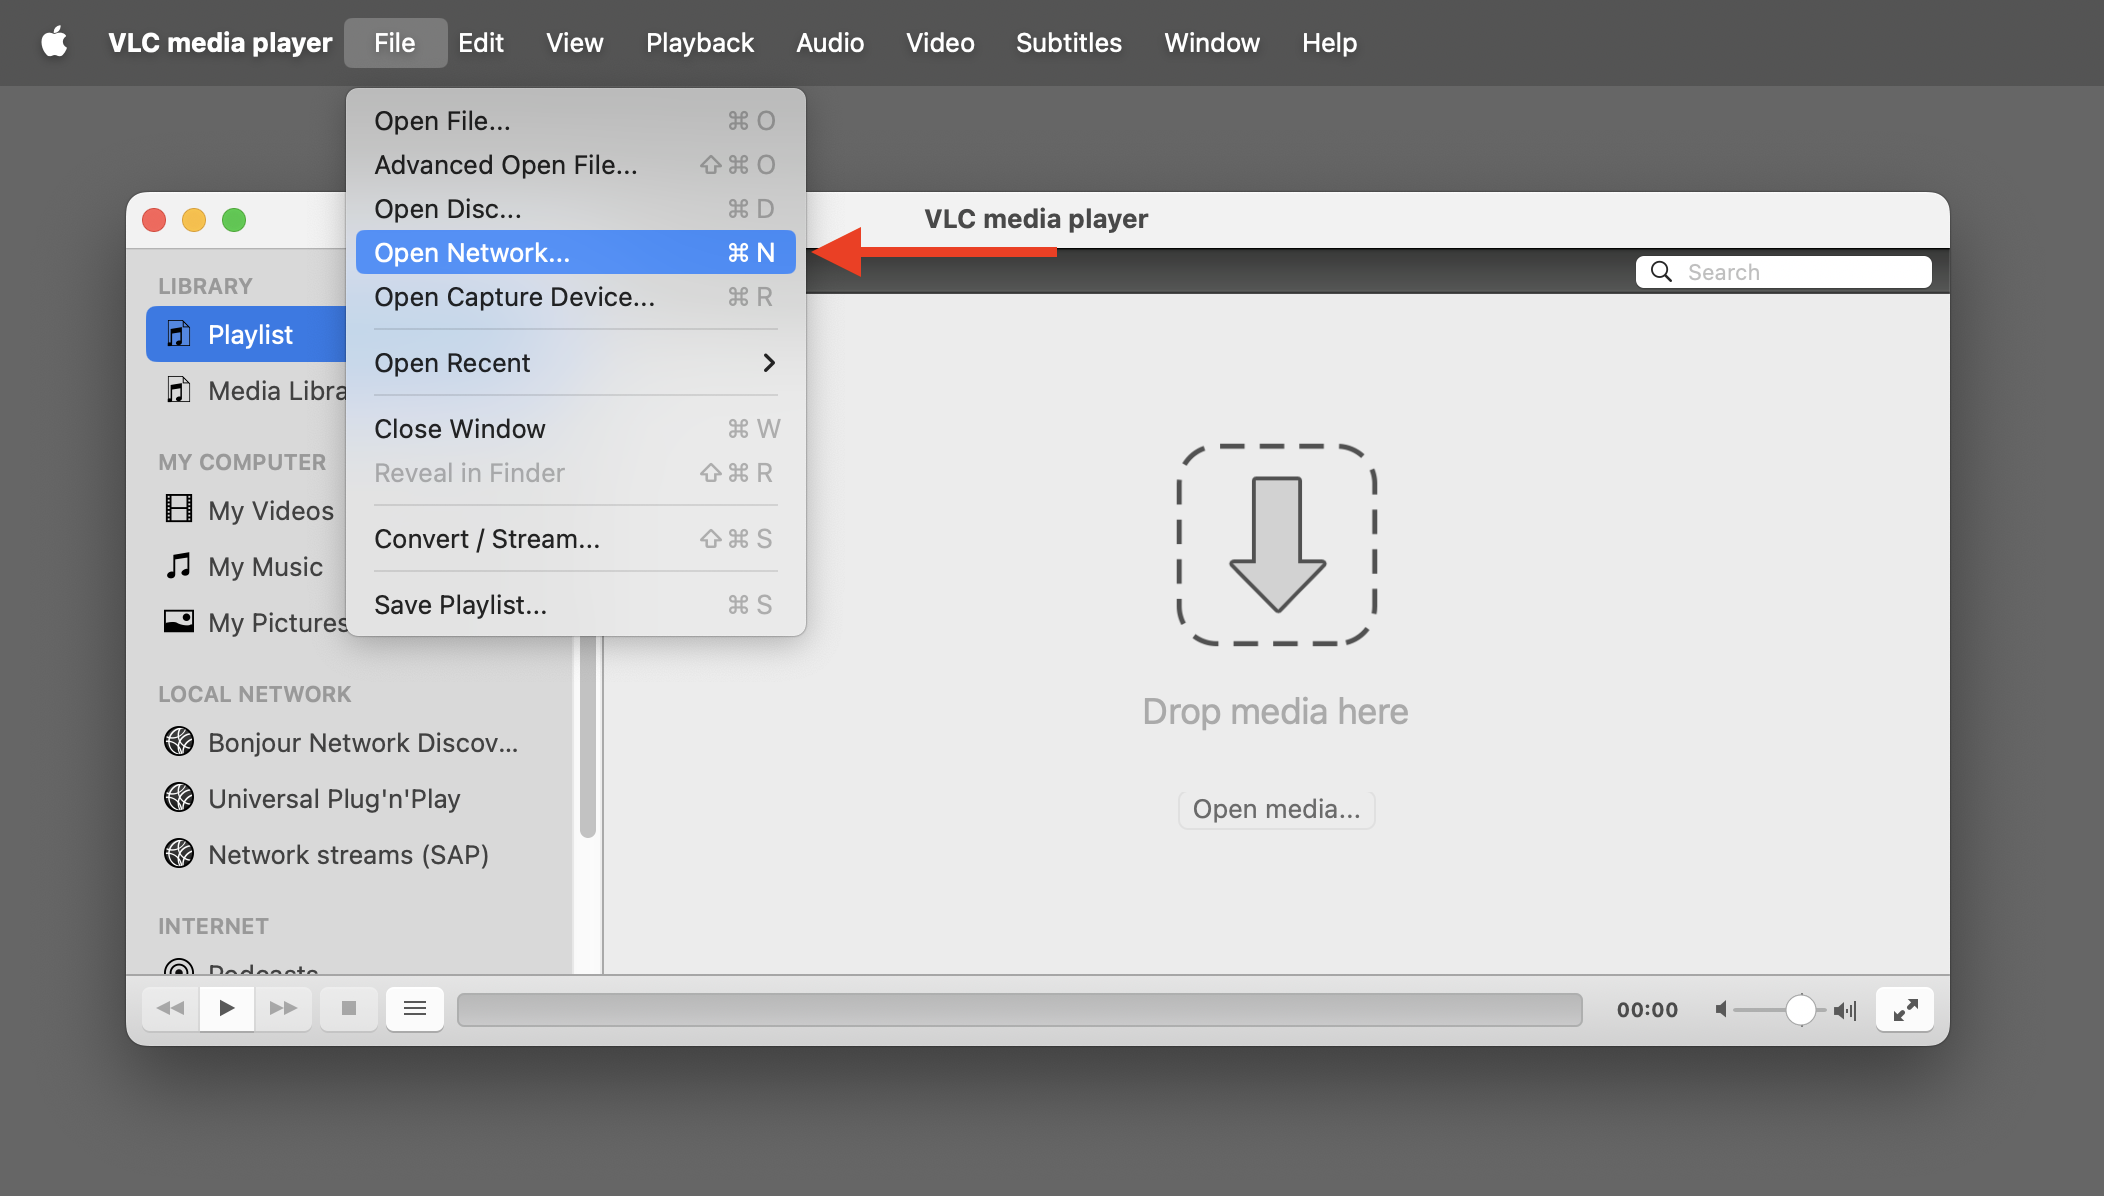 VLC media player File Edit View Playback Audio Video Subtitles Window Help
Open File... ⌘ O
Advanced Open File... ⇧ ⌘ O
Open Disc... ⌘ D
Open Network... ⌘ N
Open Capture Device... ⌘ R
Open Recent
Close Window ⌘ W
Reveal in Finder ⇧ ⌘ R
Convert / Stream... ⇧ ⌘ S
Save Playlist... ⌘ S
VLC media player
Search
LIBRARY
Playlist
Media Libra
MY COMPUTER
My Videos
My Music
My Pictures
LOCAL NETWORK
Bonjour Network Discov...
Universal Plug'n'Play
Network streams (SAP)
INTERNET
Podcasts
Drop media here
Open media...
00:00